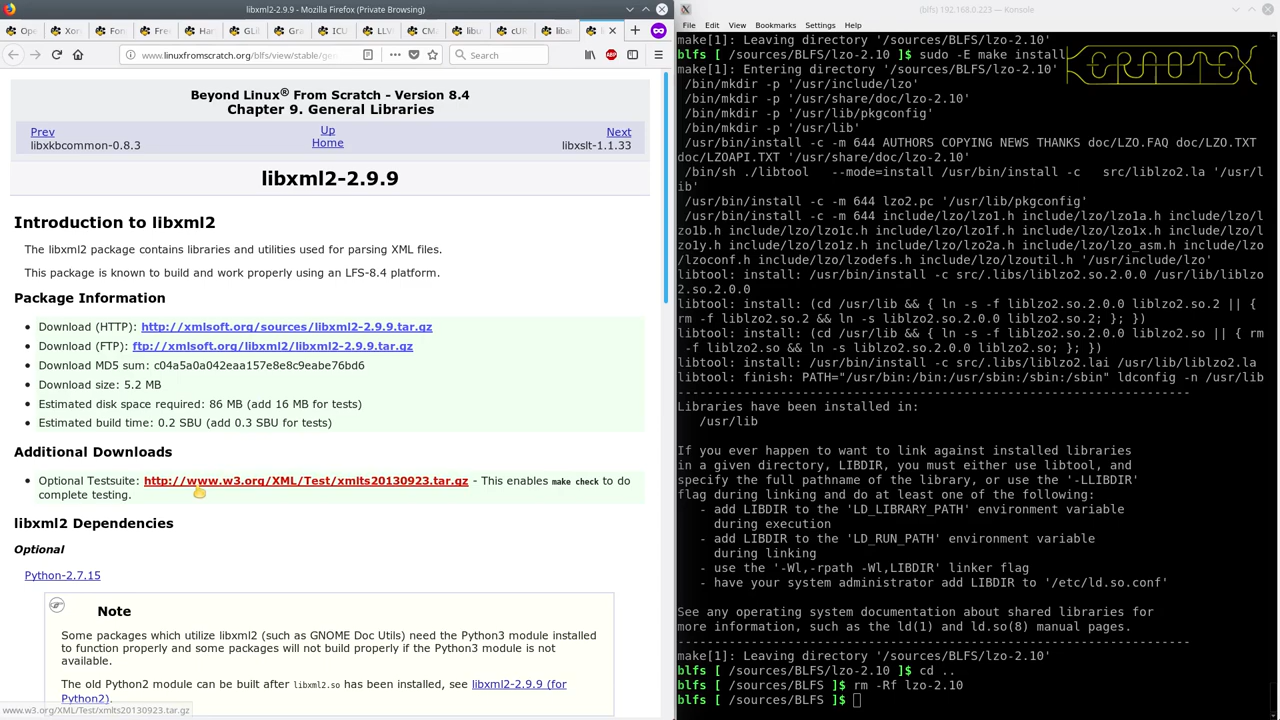 libxml2-2.9.9 - Mozilla Firefox (Private Browsing)
Ope
Xor
For
Fre
Har
GLi
Gra
ICU
LLV
CM
libu
cUR
liba
l
www.linuxfromscratch.org/blfs/view/stable/gen
Search
Beyond Linux® From Scratch - Version 8.4
Chapter 9. General Libraries
Prev
Up
Next
libxkbcommon-0.8.3
Home
libxslt-1.1.33
libxml2-2.9.9
Introduction to libxml2
The libxml2 package contains libraries and utilities used for parsing XML files.
This package is known to build and work properly using an LFS-8.4 platform.
Package Information
• Download (HTTP): http://xmlsoft.org/sources/libxml2-2.9.9.tar.gz
• Download (FTP): ftp://xmlsoft.org/libxml2/libxml2-2.9.9.tar.gz
• Download MD5 sum: c04a5a0a042eaa157e8e8c9eabe76bd6
• Download size: 5.2 MB
• Estimated disk space required: 86 MB (add 16 MB for tests)
• Estimated build time: 0.2 SBU (add 0.3 SBU for tests)
Additional Downloads
• Optional Testsuite: http://www.w3.org/XML/Test/xmlts20130923.tar.gz - This enables make check to do
complete testing.
libxml2 Dependencies
Optional
Python-2.7.15
Note
Some packages which utilize libxml2 (such as GNOME Doc Utils) need the Python3 module installed
to function properly and some packages will not build properly if the Python3 module is not
available.
The old Python2 module can be built after libxml2.so has been installed, see libxml2-2.9.9 (for
Python2).
www.w3.org/XML/Test/xmlts20130923.tar.gz
(blfs) 192.168.0.223 — Konsole
File Edit View Bookmarks Settings Help
make[1]: Leaving directory '/sources/BLFS/lzo-2.10'
blfs [ /sources/BLFS/lzo-2.10 ]$ sudo -E make install
KERAOTEX
make[1]: Entering directory '/sources/BLFS/lzo-2.10'
/bin/mkdir -p '/usr/include/lzo'
/bin/mkdir -p '/usr/share/doc/lzo-2.10'
/bin/mkdir -p '/usr/lib/pkgconfig'
/bin/mkdir -p '/usr/lib'
/usr/bin/install -c -m 644 AUTHORS COPYING NEWS THANKS doc/LZO.FAQ doc/LZO.TXT
doc/LZOAPI.TXT '/usr/share/doc/lzo-2.10'
/bin/sh ./libtool   --mode=install /usr/bin/install -c   src/liblzo2.la '/usr/l
ib'
/usr/bin/install -c -m 644 lzo2.pc '/usr/lib/pkgconfig'
/usr/bin/install -c -m 644 include/lzo/lzo1.h include/lzo/lzo1a.h include/lzo/l
zo1b.h include/lzo/lzo1c.h include/lzo/lzo1f.h include/lzo/lzo1x.h include/lzo/l
zo1y.h include/lzo/lzo1z.h include/lzo/lzo2a.h include/lzo/lzo_asm.h include/lzo
/lzoconf.h include/lzo/lzodefs.h include/lzo/lzoutil.h '/usr/include/lzo'
libtool: install: /usr/bin/install -c src/.libs/liblzo2.so.2.0.0 /usr/lib/liblzo
2.so.2.0.0
libtool: install: (cd /usr/lib && { ln -s -f liblzo2.so.2.0.0 liblzo2.so.2 || {
rm -f liblzo2.so.2 && ln -s liblzo2.so.2.0.0 liblzo2.so.2; }; })
libtool: install: (cd /usr/lib && { ln -s -f liblzo2.so.2.0.0 liblzo2.so || { rm
-f liblzo2.so && ln -s liblzo2.so.2.0.0 liblzo2.so; }; })
libtool: install: /usr/bin/install -c src/.libs/liblzo2.lai /usr/lib/liblzo2.la
libtool: finish: PATH="/usr/bin:/bin:/usr/sbin:/sbin:/sbin" ldconfig -n /usr/lib
----------------------------------------------------------------------
Libraries have been installed in:
/usr/lib
If you ever happen to want to link against installed libraries
in a given directory, LIBDIR, you must either use libtool, and
specify the full pathname of the library, or use the '-LLIBDIR'
flag during linking and do at least one of the following:
- add LIBDIR to the 'LD_LIBRARY_PATH' environment variable
during execution
- add LIBDIR to the 'LD_RUN_PATH' environment variable
during linking
- use the '-Wl,-rpath -Wl,LIBDIR' linker flag
- have your system administrator add LIBDIR to '/etc/ld.so.conf'
See any operating system documentation about shared libraries for
more information, such as the ld(1) and ld.so(8) manual pages.
----------------------------------------------------------------------
make[1]: Leaving directory '/sources/BLFS/lzo-2.10'
blfs [ /sources/BLFS/lzo-2.10 ]$ cd ..
blfs [ /sources/BLFS ]$ rm -Rf lzo-2.10
blfs [ /sources/BLFS ]$